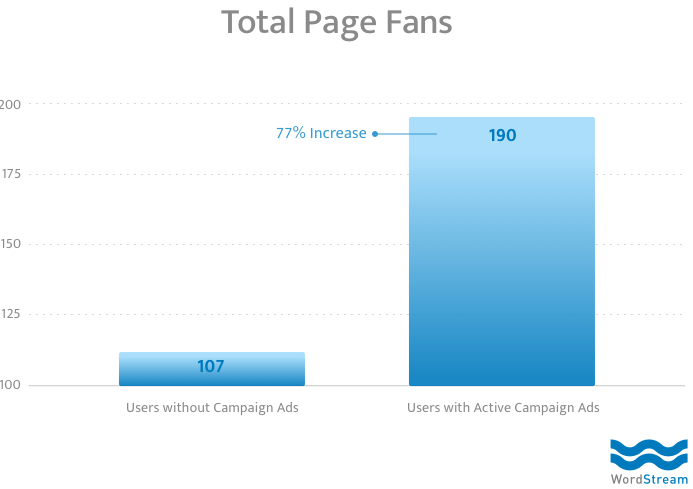 Total Page Fans
200
77% Increase
190
175
150
125
107
100
Users without Campaign Ads
Users with Active Campaign Ads
WordStream